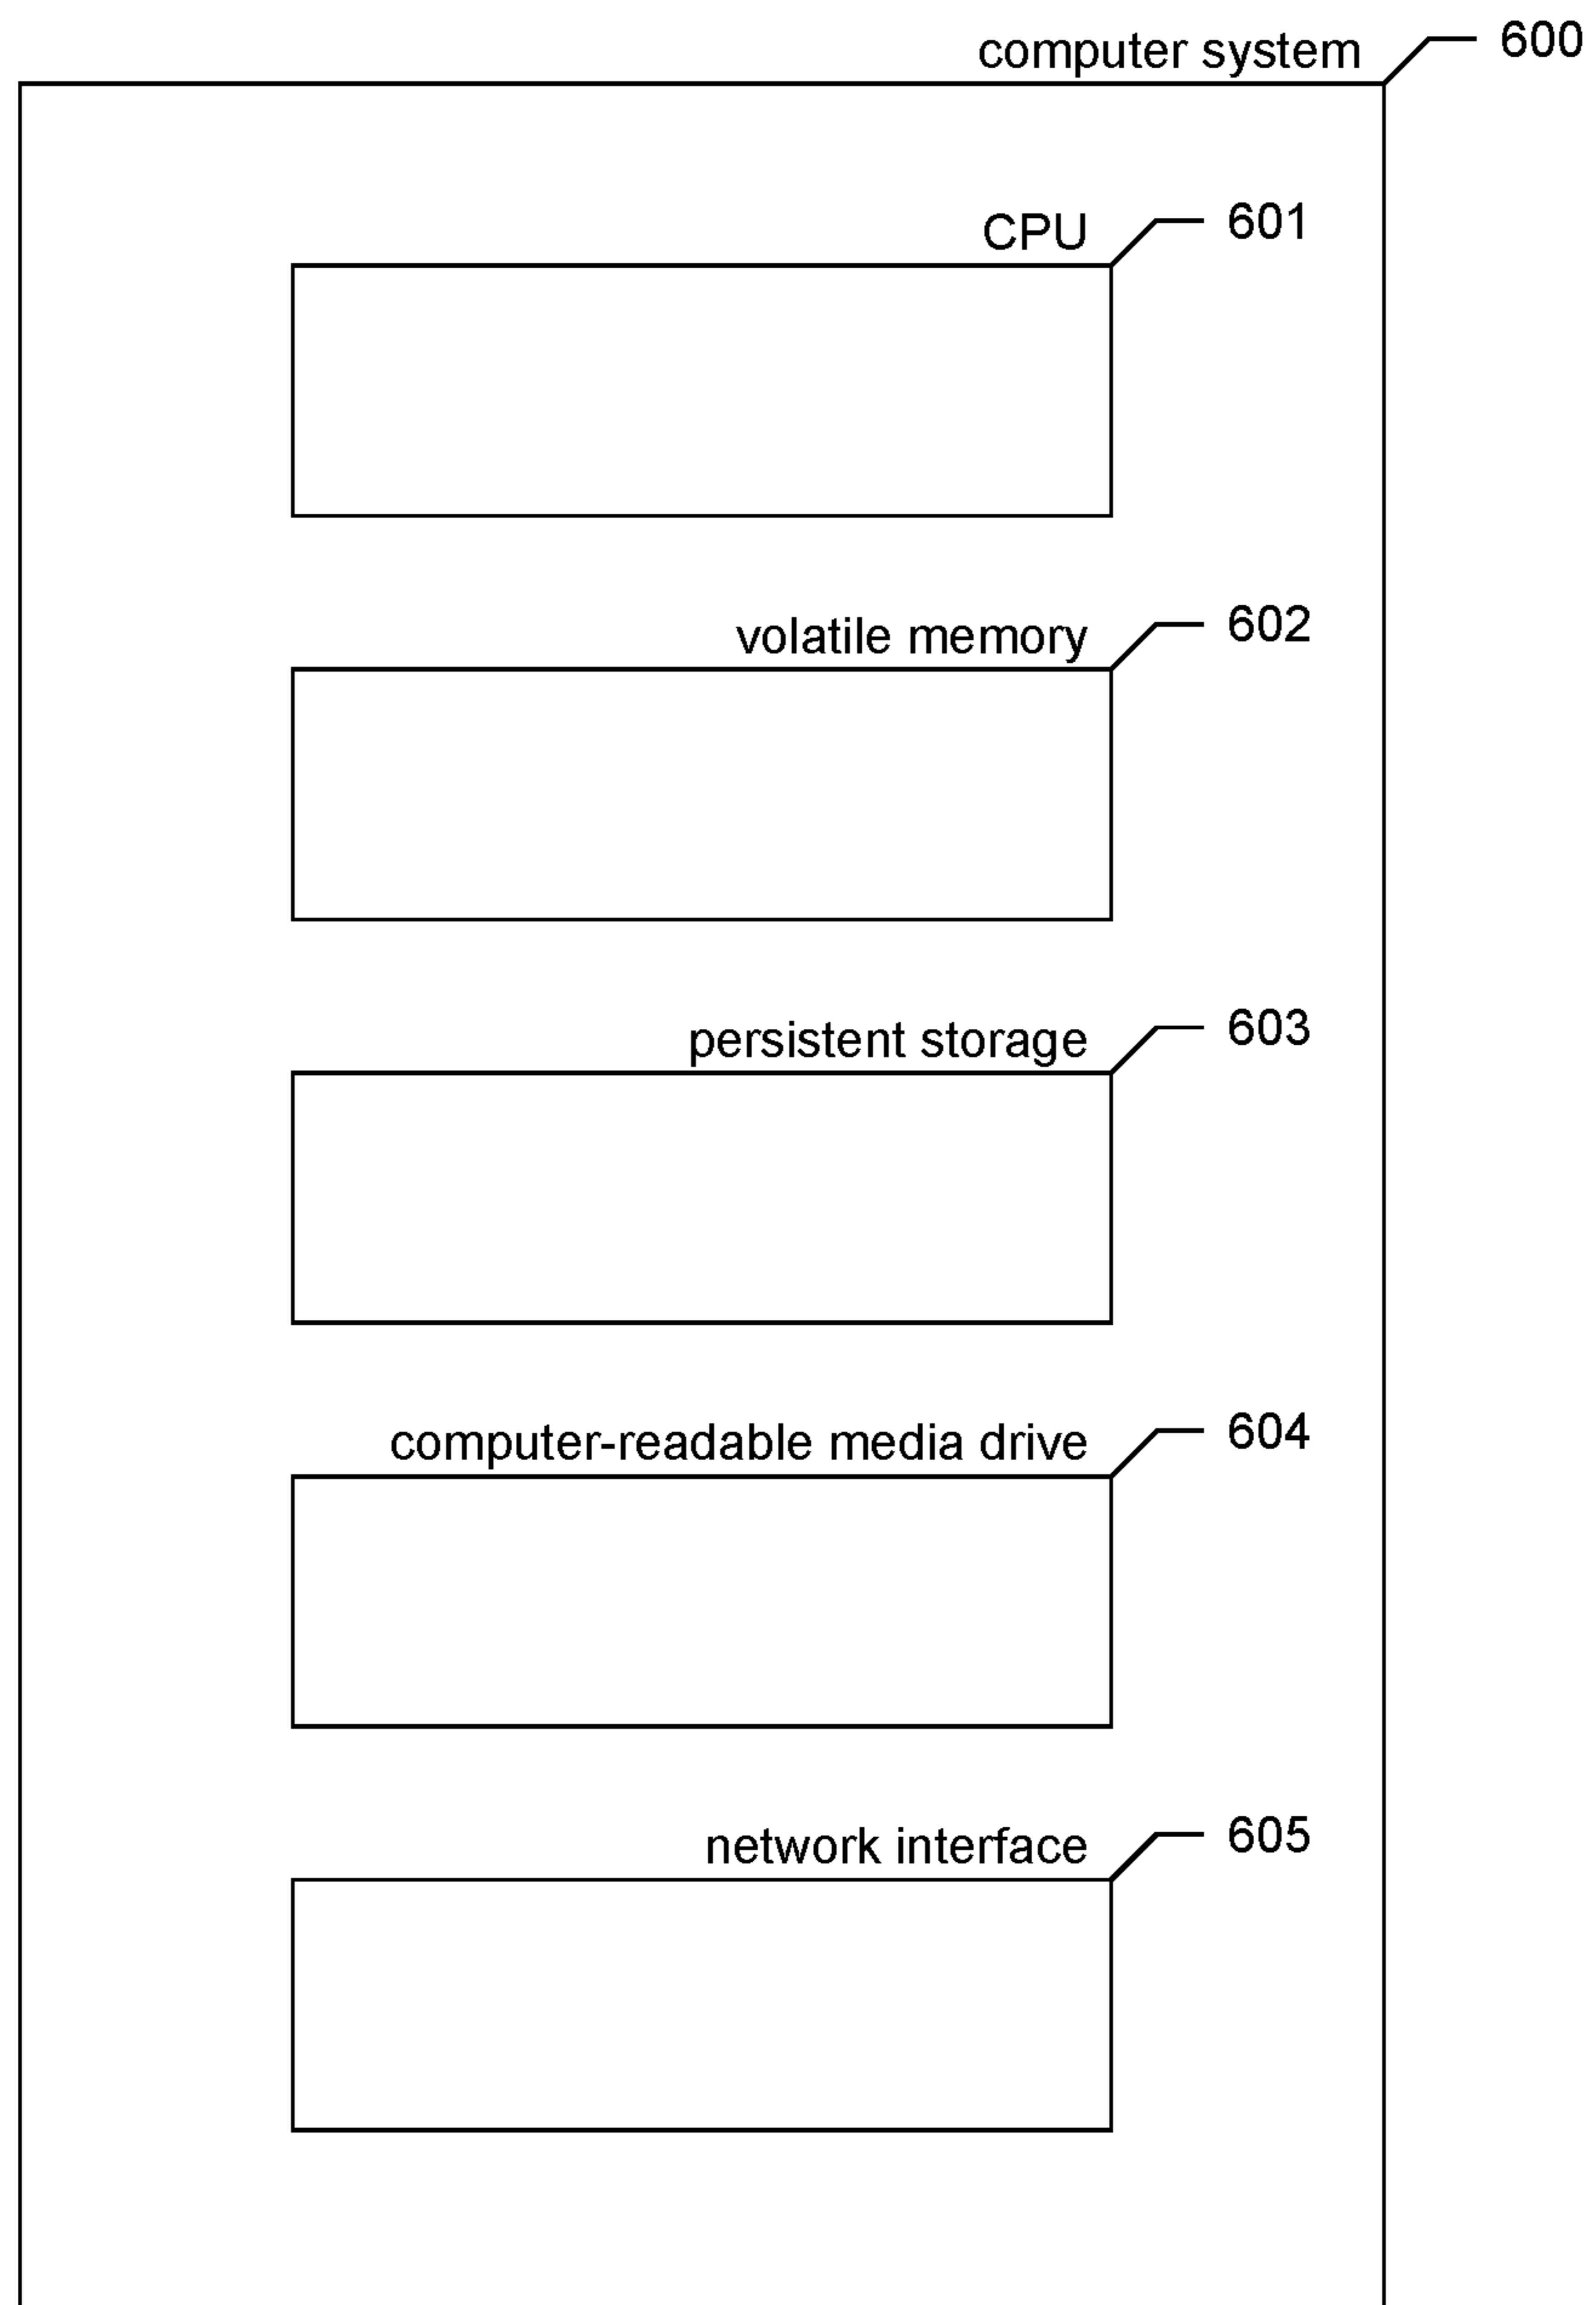 computer system 600
CPU 601
volatile memory 602
persistent storage 603
computer-readable media drive 604
network interface 605